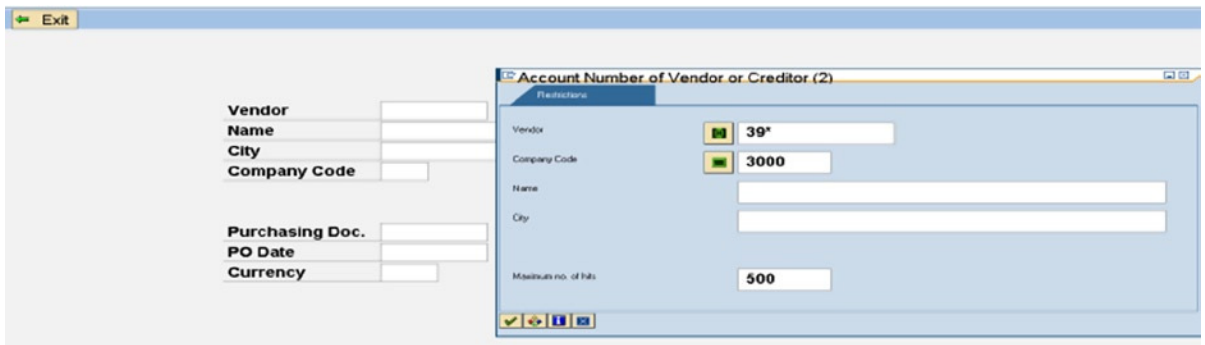 Exit
Account Number of Vendor or Creditor (2)
Restrictions
Vendor
Name
City
Company Code
Purchasing Doc.
PO Date
Currency
Vendor 39*
Company Code 3000
Name
City
Maximum no. of hits 500